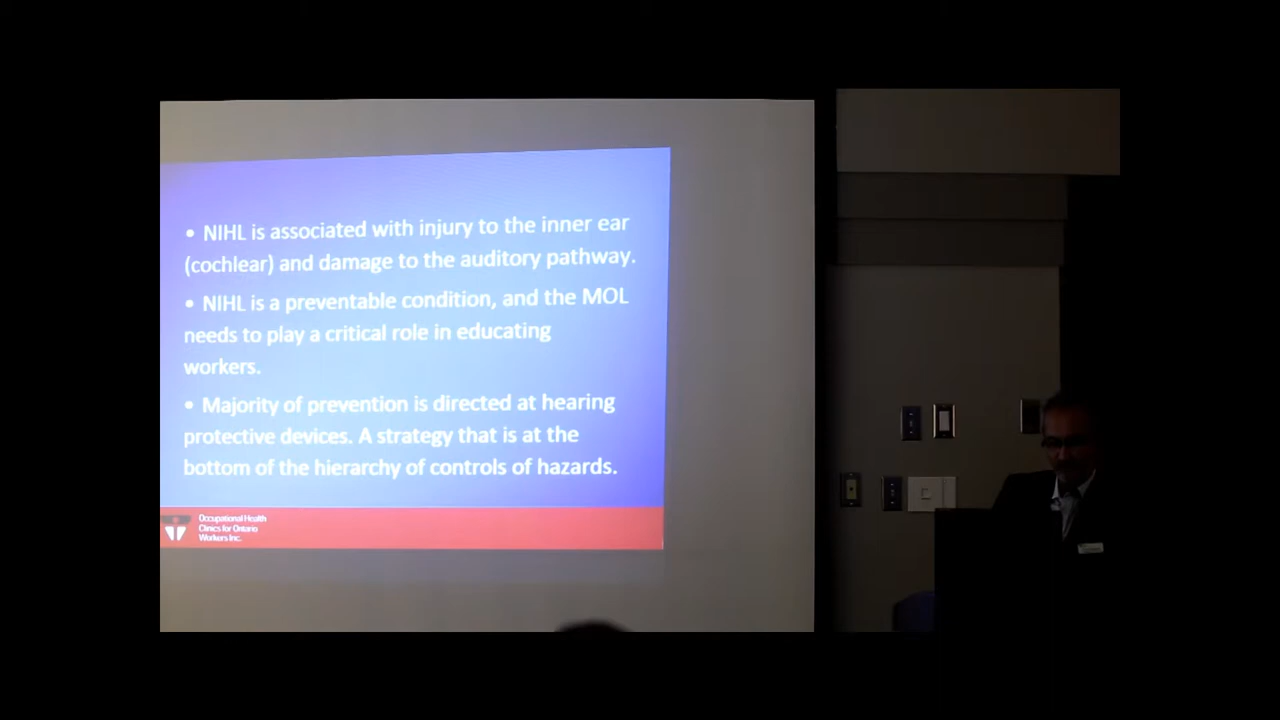 • NIHL is associated with injury to the inner ear
(cochlear) and damage to the auditory pathway.
• NIHL is a preventable condition, and the MOL
needs to play a critical role in educating
workers.
• Majority of prevention is directed at hearing
protective devices. A strategy that is at the
bottom of the hierarchy of controls of hazards.
Occupational Health
Clinics for Ontario
Workers Inc.